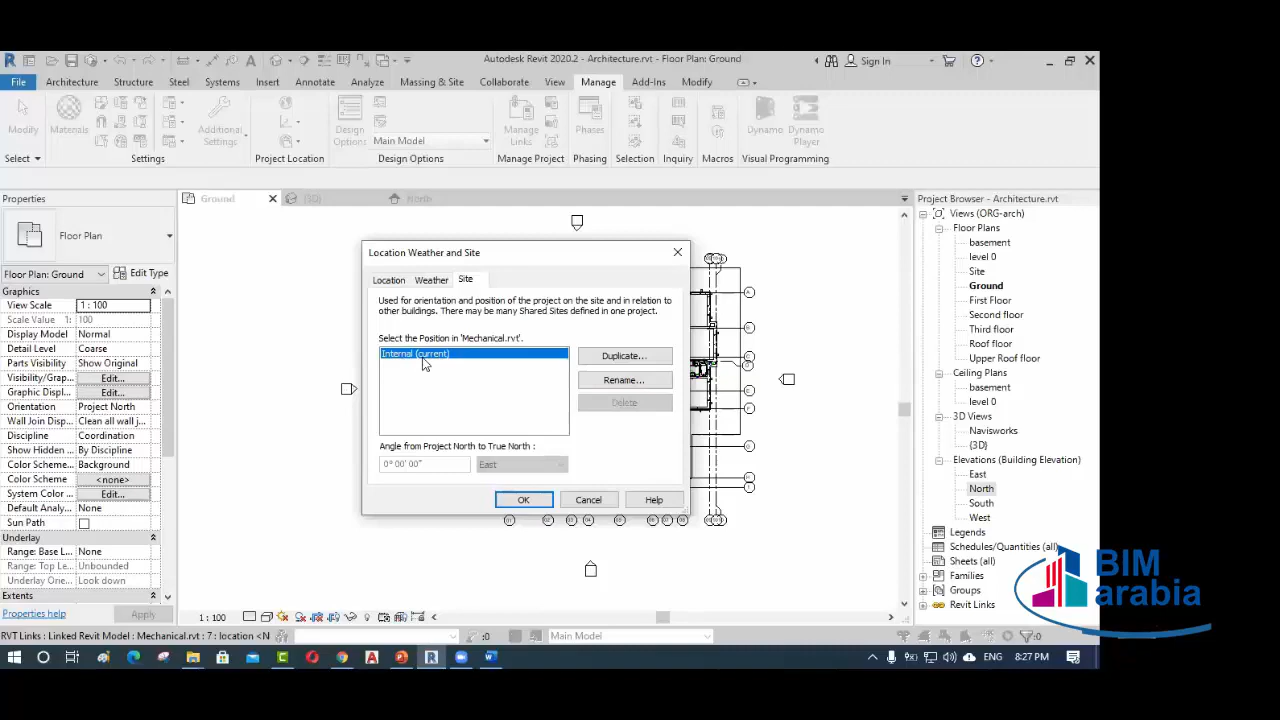 Autodesk Revit 2020.2 - Architecture.rvt - Floor Plan: Ground
Sign In
File Architecture Structure Steel Systems Insert Annotate Analyze Massing & Site Collaborate View Manage Add-Ins Modify
Modify
Materials
Additional
Settings
Design
Options
Main Model
Manage
Links
Phases
Dynamo
Dynamo
Player
Select
Settings
Project Location
Design Options
Manage Project
Phasing
Selection
Inquiry
Macros
Visual Programming
Properties
Floor Plan
Floor Plan: Ground
Edit Type
Graphics
View Scale 1 : 100
Scale Value 1: 100
Display Model Normal
Detail Level Coarse
Parts Visibility Show Original
Visibility/Grap... Edit...
Graphic Displ... Edit...
Orientation Project North
Wall Join Disp... Clean all wall j...
Discipline Coordination
Show Hidden ... By Discipline
Color Scheme... Background
Color Scheme <none>
System Color ... Edit...
Default Analy... None
Sun Path
Underlay
Range: Base L... None
Range: Top Le... Unbounded
Underlay Orie... Look down
Extents
Properties help
Apply
Ground
{3D}
North
Location Weather and Site
Location Weather Site
Used for orientation and position of the project on the site and in relation to
other buildings. There may be many Shared Sites defined in one project.
Select the Position in 'Mechanical.rvt'.
Internal (current)
Duplicate...
Rename...
Delete
Angle from Project North to True North :
0° 00' 00"
East
OK
Cancel
Help
1 : 100
Project Browser - Architecture.rvt
Views (ORG-arch)
Floor Plans
basement
level 0
Site
Ground
First Floor
Second floor
Third floor
Roof floor
Upper Roof floor
Ceiling Plans
basement
level 0
3D Views
Navisworks
{3D}
Elevations (Building Elevation)
East
North
South
West
Legends
Schedules/Quantities (all)
Sheets (all)
Families
Groups
Revit Links
BIM
arabia
RVT Links : Linked Revit Model : Mechanical.rvt : 7 : location <N
:0
Main Model
:0
ENG
8:27 PM